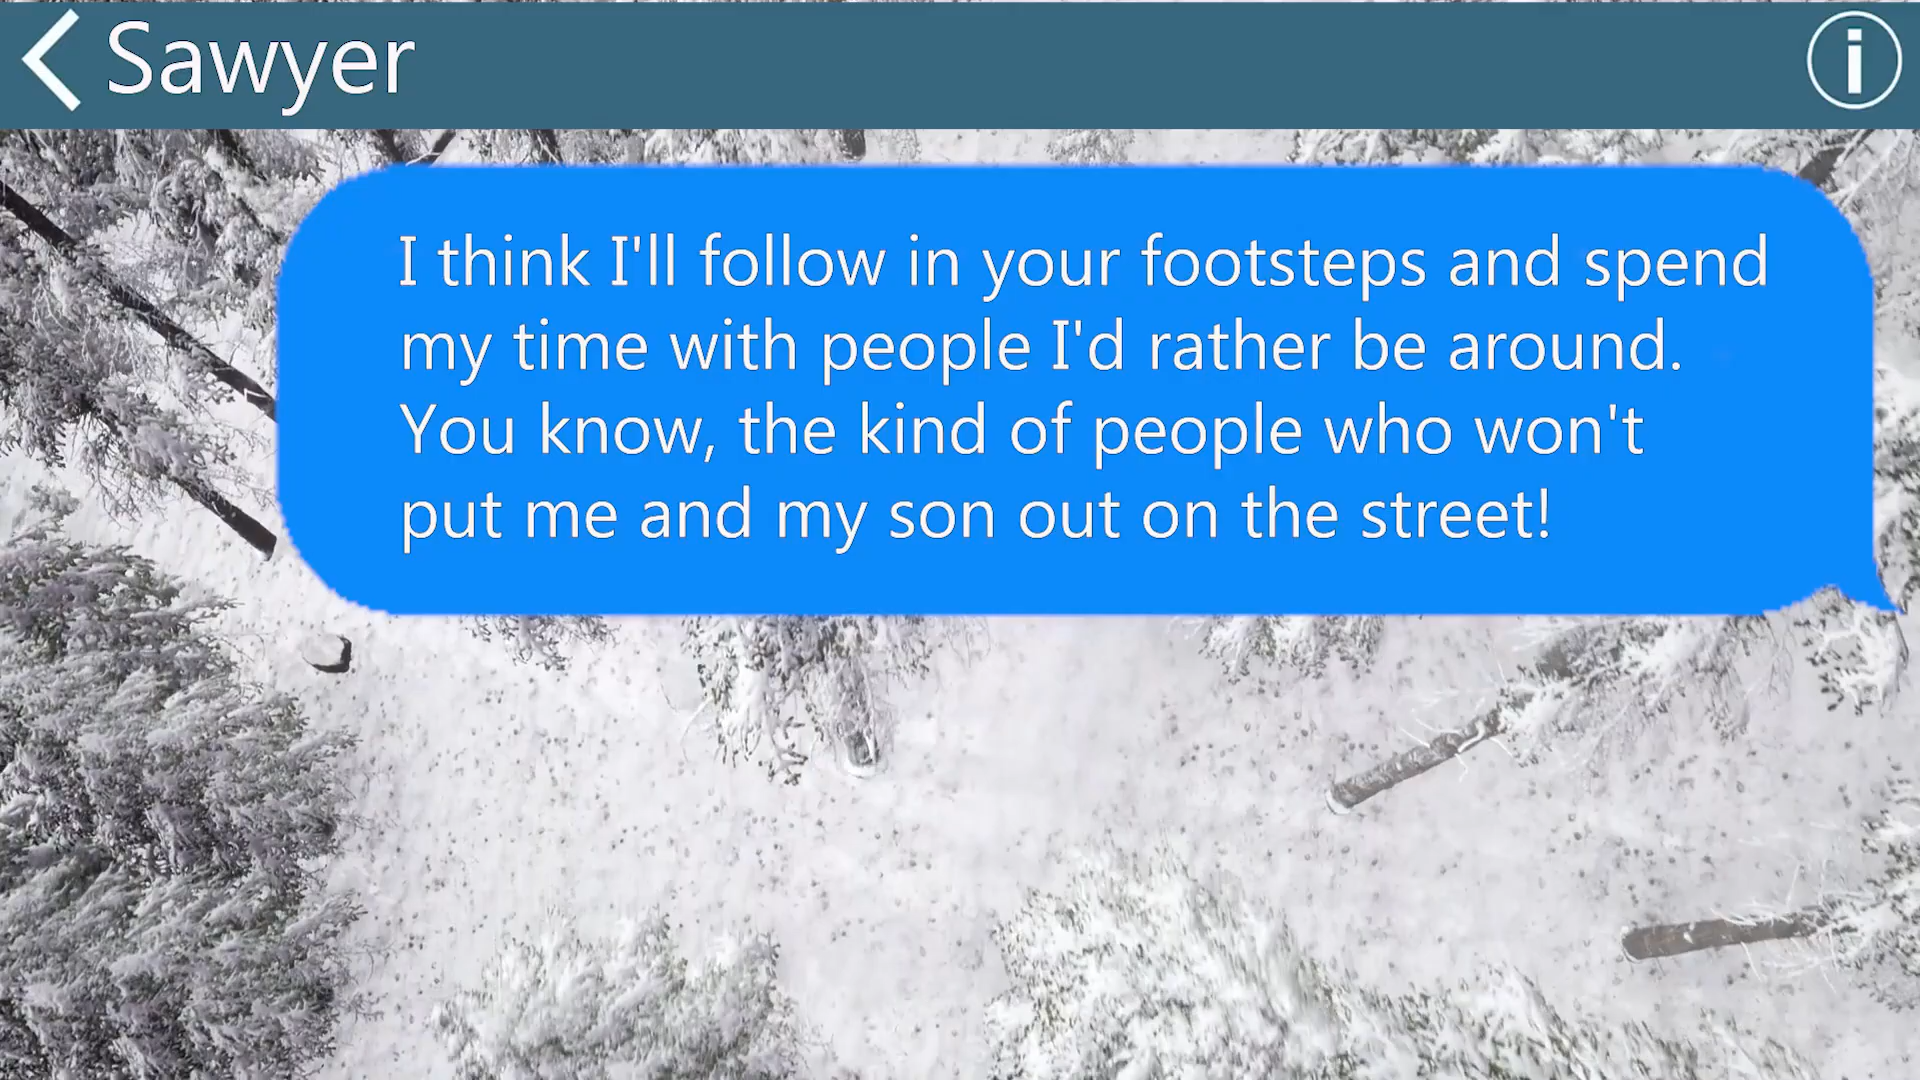 Sawyer
I think I'll follow in your footsteps and spend
my time with people I'd rather be around.
You know, the kind of people who won't
put me and my son out on the street!